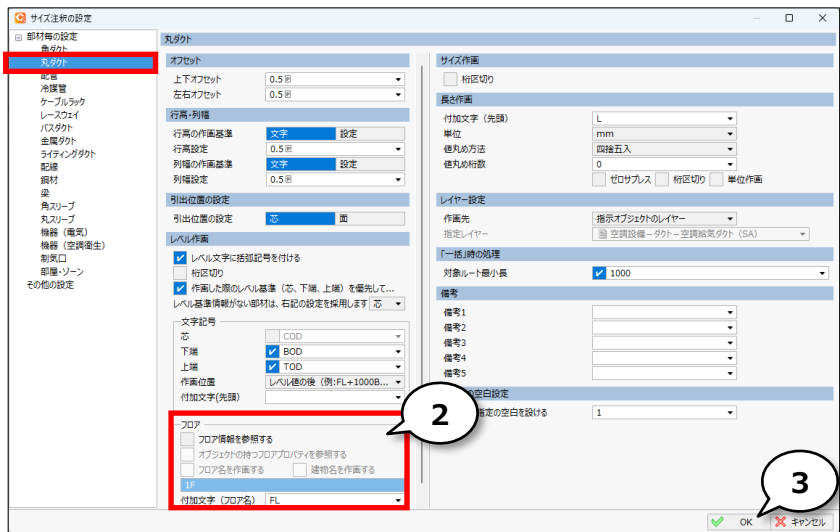 サイズ注釈の設定
部材毎の設定
角ダクト
丸ダクト
配管
冷媒管
ケーブルラック
レースウェイ
バスダクト
金属ダクト
ライティングダクト
配線
鋼材
梁
角スリーブ
丸スリーブ
機器（電気）
機器（空調衛生）
制気口
部屋・ゾーン
その他の設定
丸ダクト
オフセット
上下オフセット 0.5
左右オフセット 0.5
行高・列幅
行高の作画基準 文字 設定
行高設定 0.5
列幅の作画基準 文字 設定
列幅設定 0.5
引出位置の設定
引出位置の設定 芯 面
レベル作画
レベル文字に括弧記号を付ける
桁区切り
作画した際のレベル基準（芯、下端、上端）を優先して...
レベル基準情報がない部材は、右記の設定を採用します 芯
文字記号
芯 COD
下端 BOD
上端 TOD
作画位置 レベル値の後（例:FL+1000B...
付加文字(先頭)
フロア
フロア情報を参照する
オブジェクトの持つフロアプロパティを参照する
フロア名を作画する 建物名を作画する
1F
付加文字（フロア名） FL
サイズ作画
桁区切り
長さ作画
付加文字（先頭） L
単位 mm
値丸め方法 四捨五入
値丸め桁数 0
ゼロサプレス 桁区切り 単位作画
レイヤー設定
作画先 指示オブジェクトのレイヤー
指定レイヤー 空調設備－ダクト－空調給気ダクト（SA）
「一括」時の処理
対象ルート最小長 1000
備考
備考1
備考2
備考3
備考4
備考5
の空白設定
指定の空白を設ける 1
2
3
OK キャンセル